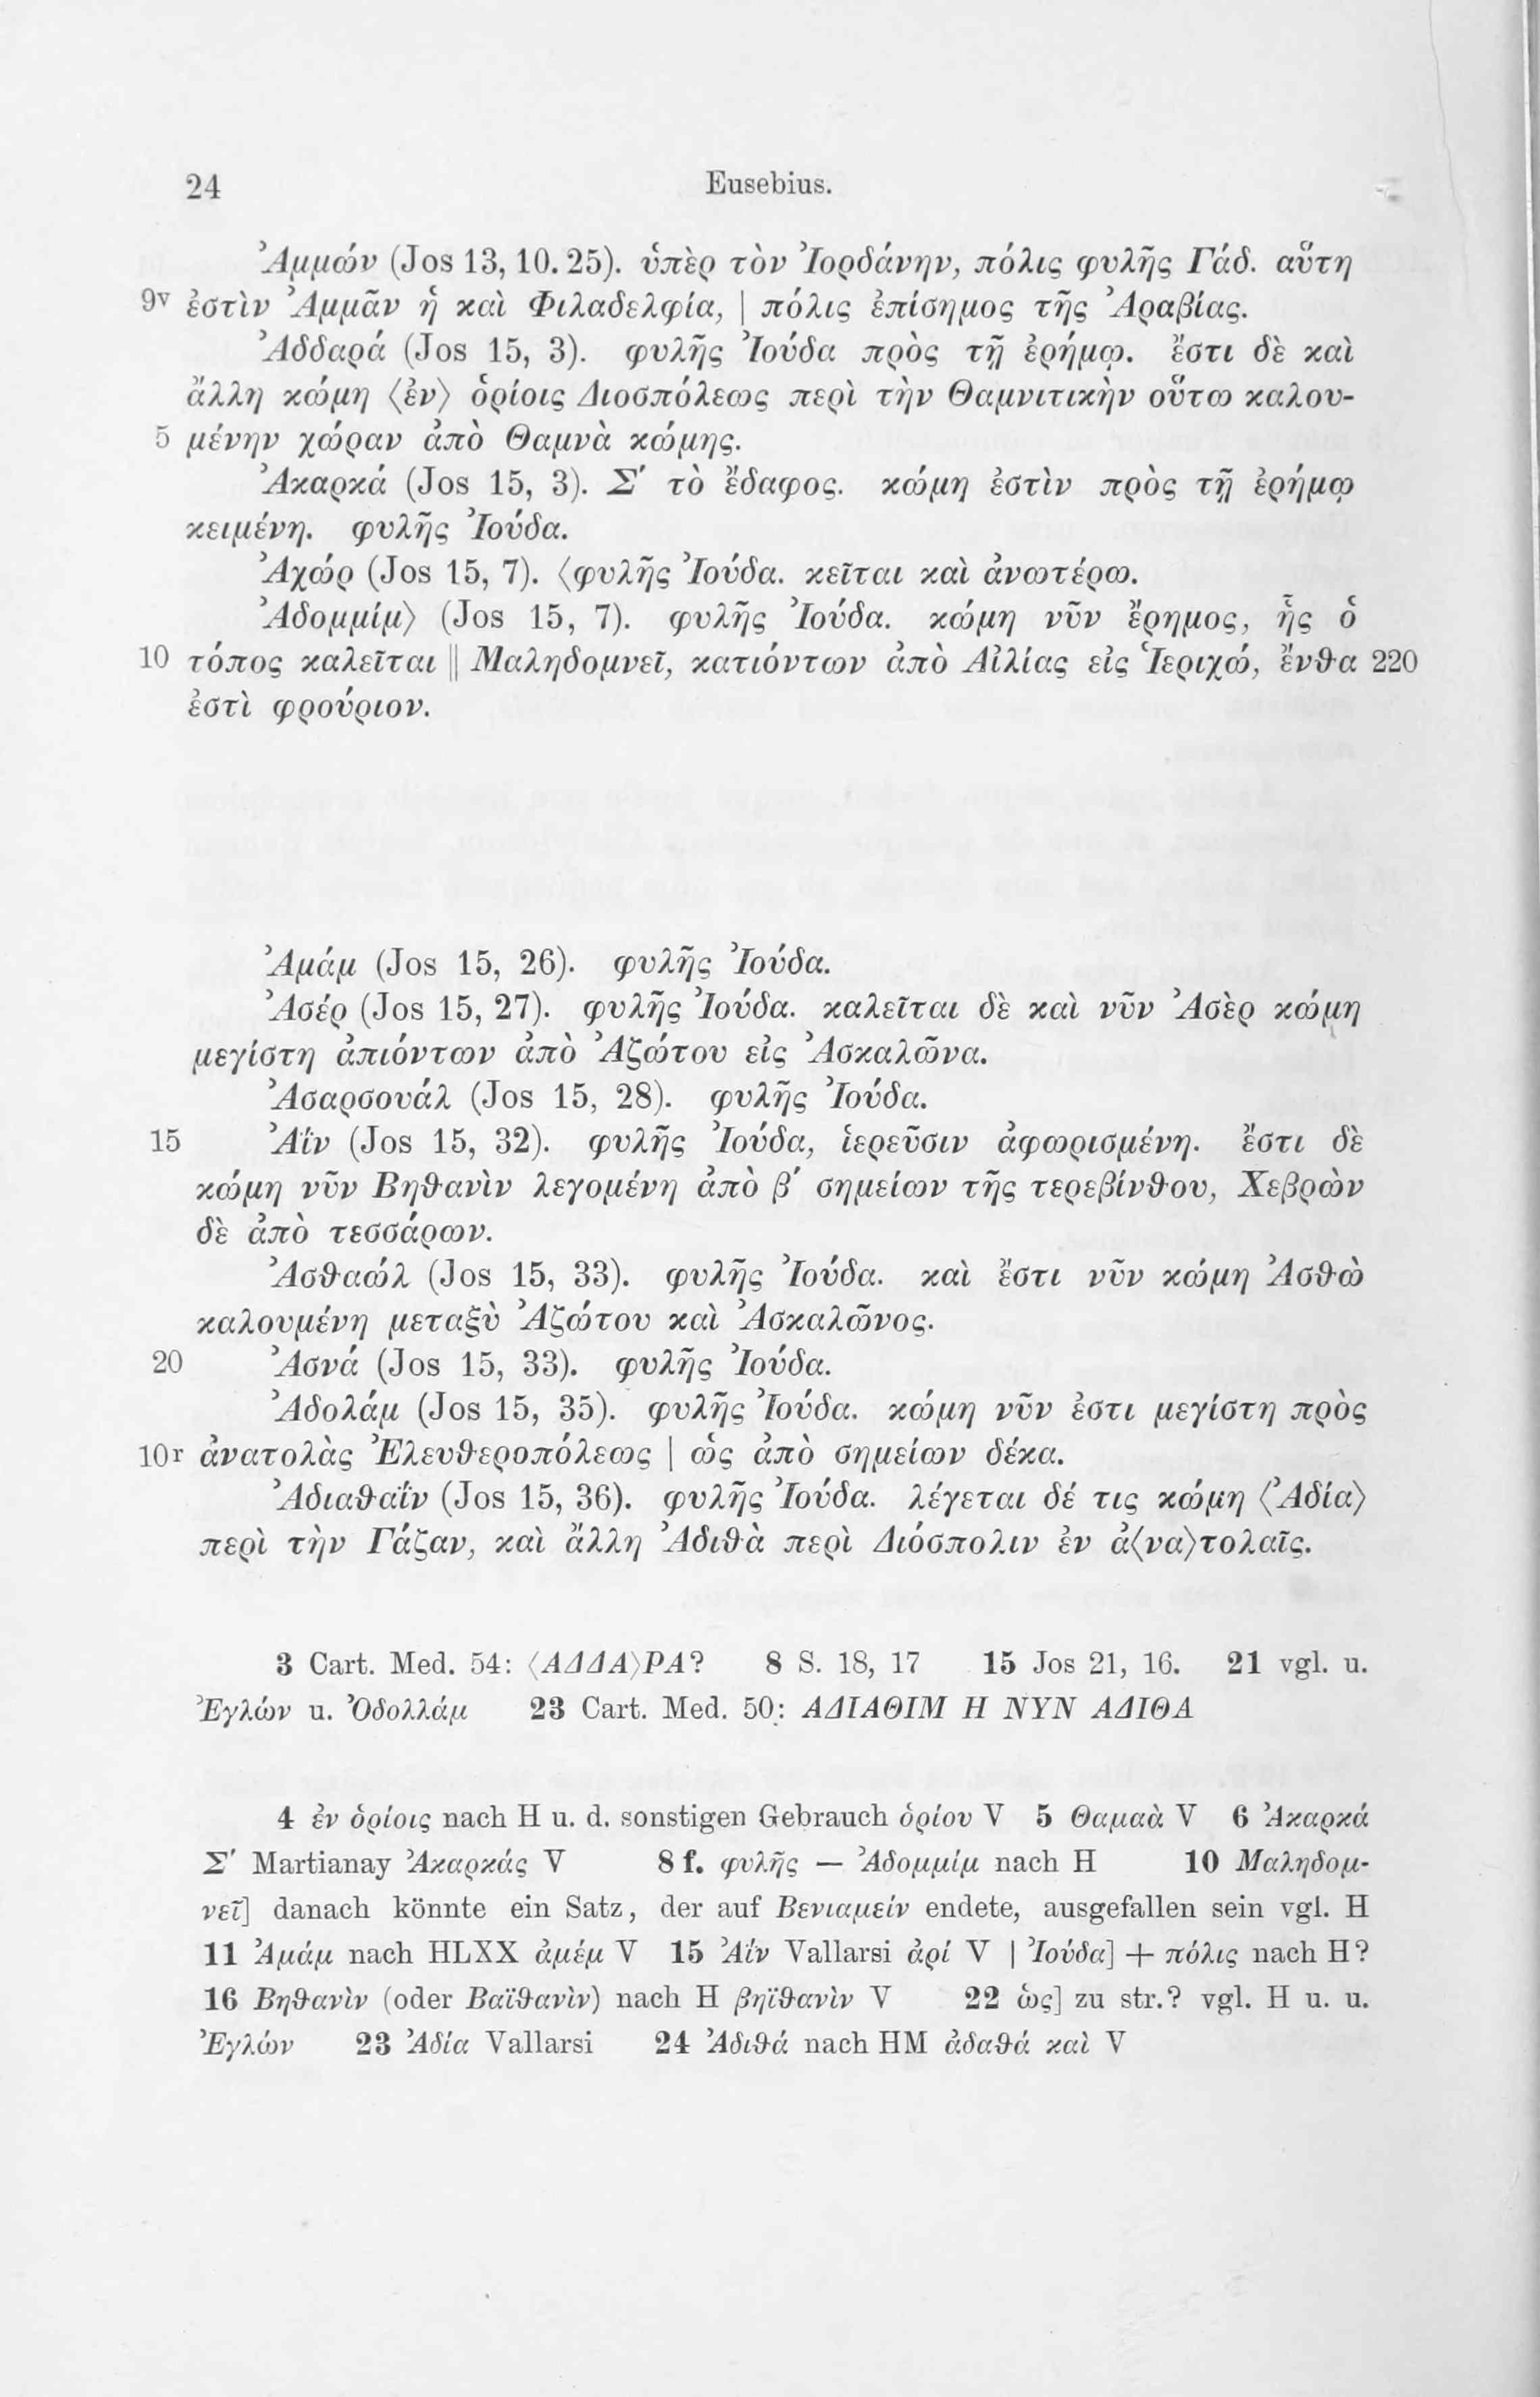 24 Eusebius.
Ἀμμών (Jos 13, 10. 25). ὑπὲρ τὸν Ἰορδάνην, πόλις φυλῆς Γάδ. αὕτη
9v ἐστὶν Ἀμμᾶν ἡ καὶ Φιλαδελφία, | πόλις ἐπίσημος τῆς Ἀραβίας.
Ἀδδαρά (Jos 15, 3). φυλῆς Ἰούδα πρὸς τῇ ἐρήμῳ. ἔστι δὲ καὶ
ἄλλη κώμη ⟨ἐν⟩ ὁρίοις Διοσπόλεως περὶ τὴν Θαμνιτικὴν οὕτω καλου-
5 μένην χώραν ἀπὸ Θαμνὰ κώμης.
Ἀκαρκά (Jos 15, 3). Σ′ τὸ ἔδαφος. κώμη ἐστὶν πρὸς τῇ ἐρήμῳ
κειμένη. φυλῆς Ἰούδα.
Ἀχώρ (Jos 15, 7). ⟨φυλῆς Ἰούδα. κεῖται καὶ ἀνωτέρω.
Ἀδομμίμ⟩ (Jos 15, 7). φυλῆς Ἰούδα. κώμη νῦν ἔρημος, ἧς ὁ
10 τόπος καλεῖται || Μαληδομνεῖ, κατιόντων ἀπὸ Αἰλίας εἰς Ἱεριχώ, ἔνθα 220
ἐστὶ φρούριον.
Ἀμάμ (Jos 15, 26). φυλῆς Ἰούδα.
Ἀσέρ (Jos 15, 27). φυλῆς Ἰούδα. καλεῖται δὲ καὶ νῦν Ἀσὲρ κώμη
μεγίστη ἀπιόντων ἀπὸ Ἀζώτου εἰς Ἀσκαλῶνα.
Ἀσαρσουάλ (Jos 15, 28). φυλῆς Ἰούδα.
15 Ἀΐν (Jos 15, 32). φυλῆς Ἰούδα, ἱερεῦσιν ἀφωρισμένη. ἔστι δὲ
κώμη νῦν Βηθανὶν λεγομένη ἀπὸ β′ σημείων τῆς τερεβίνθου, Χεβρὼν
δὲ ἀπὸ τεσσάρων.
Ἀσθαώλ (Jos 15, 33). φυλῆς Ἰούδα. καὶ ἔστι νῦν κώμη Ἀσθὼ
καλουμένη μεταξὺ Ἀζώτου καὶ Ἀσκαλῶνος.
20 Ἀσνά (Jos 15, 33). φυλῆς Ἰούδα.
Ἀδολάμ (Jos 15, 35). φυλῆς Ἰούδα. κώμη νῦν ἐστι μεγίστη πρὸς
10r ἀνατολὰς Ἐλευθεροπόλεως | ὡς ἀπὸ σημείων δέκα.
Ἀδιαθαΐν (Jos 15, 36). φυλῆς Ἰούδα. λέγεται δέ τις κώμη ⟨Ἀδία⟩
περὶ τὴν Γάζαν, καὶ ἄλλη Ἀδιθὰ περὶ Διόσπολιν ἐν ἀ⟨να⟩τολαῖς.
3 Cart. Med. 54: ⟨ΑΔΔΑ⟩ΡΑ? 8 S. 18, 17 15 Jos 21, 16. 21 vgl. u.
Ἐγλών u. Ὀδολλάμ 23 Cart. Med. 50: ΑΔΙΑΘΙΜ Η ΝΥΝ ΑΔΙΘΑ
4 ἐν ὁρίοις nach H u. d. sonstigen Gebrauch ὁρίου V 5 Θαμαὰ V 6 Ἀκαρκά
Σ′ Martianay Ἀκαρκάς V 8 f. φυλῆς — Ἀδομμίμ nach H 10 Μαληδομ-
νεῖ] danach könnte ein Satz, der auf Βενιαμείν endete, ausgefallen sein vgl. H
11 Ἀμάμ nach HLXX ἀμέμ V 15 Ἀΐν Vallarsi ἀρί V | Ἰούδα] + πόλις nach H?
16 Βηθανὶν (oder Βαϊθανὶν) nach H βηϊθανὶν V 22 ὡς] zu str.? vgl. H u. u.
Ἐγλών 23 Ἀδία Vallarsi 24 Ἀδιθά nach HM ἀδαθά καὶ V